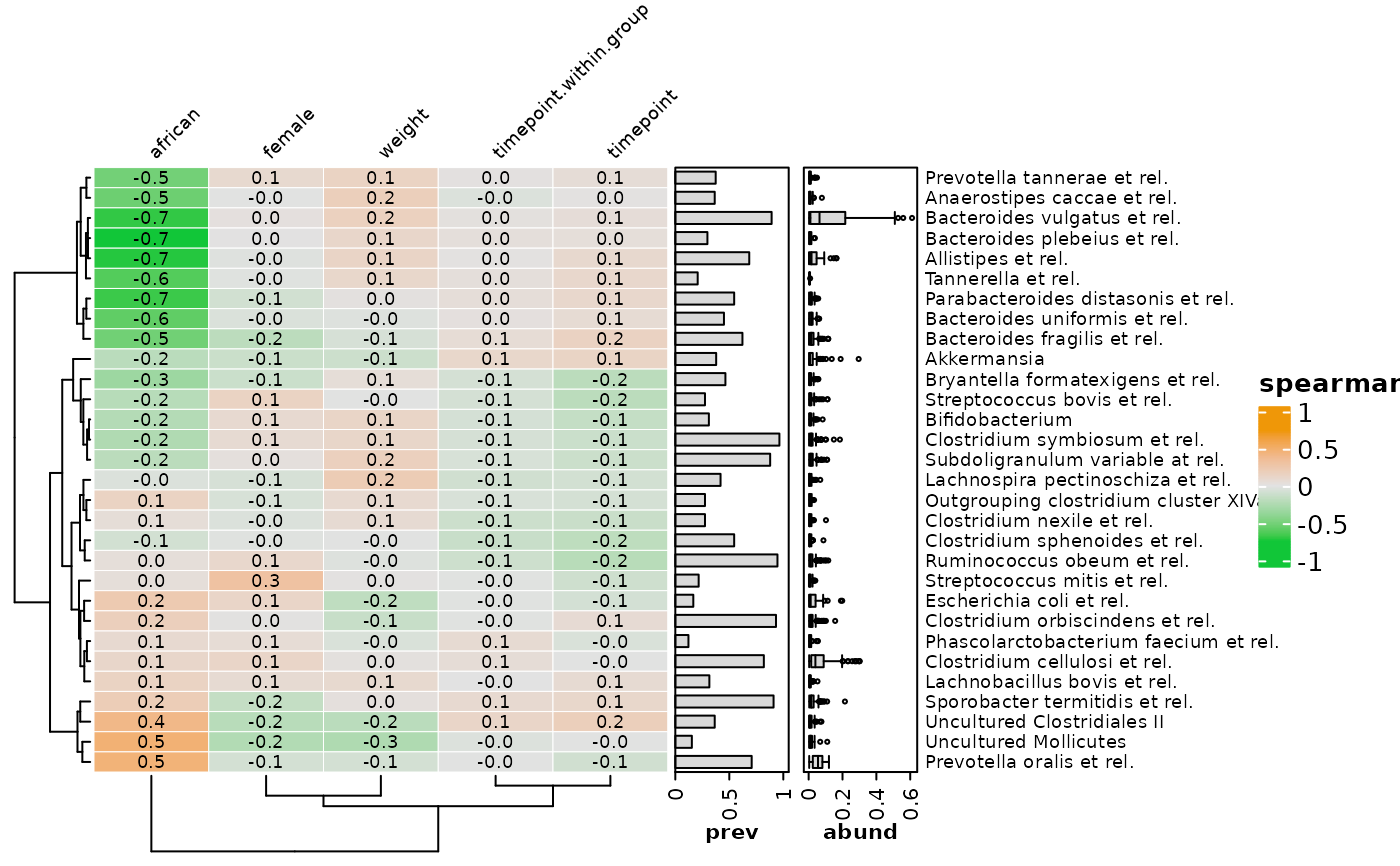 african female weight timepoint.within.group timepoint
-0.5 0.1 0.1 0.0 0.1 Prevotella tannerae et rel.
-0.5 -0.0 0.2 -0.0 0.0 Anaerostipes caccae et rel.
-0.7 0.0 0.2 0.0 0.1 Bacteroides vulgatus et rel.
-0.7 0.0 0.1 0.0 0.0 Bacteroides plebeius et rel.
-0.7 -0.0 0.1 0.0 0.1 Allistipes et rel.
-0.6 -0.0 0.1 0.0 0.1 Tannerella et rel.
-0.7 -0.1 0.0 0.0 0.1 Parabacteroides distasonis et rel.
-0.6 -0.0 -0.0 0.0 0.1 Bacteroides uniformis et rel.
-0.5 -0.2 -0.1 0.1 0.2 Bacteroides fragilis et rel.
-0.2 -0.1 -0.1 0.1 0.1 Akkermansia
-0.3 -0.1 0.1 -0.1 -0.2 Bryantella formatexigens et rel.
-0.2 0.1 -0.0 -0.1 -0.2 Streptococcus bovis et rel.
-0.2 0.1 0.1 -0.1 -0.1 Bifidobacterium
-0.2 0.1 0.1 -0.1 -0.1 Clostridium symbiosum et rel.
-0.2 0.0 0.2 -0.1 -0.1 Subdoligranulum variable at rel.
-0.0 -0.1 0.2 -0.1 -0.1 Lachnospira pectinoschiza et rel.
0.1 -0.1 0.1 -0.1 -0.1 Outgrouping clostridium cluster XIV
0.1 -0.0 0.1 -0.1 -0.1 Clostridium nexile et rel.
-0.1 -0.0 -0.0 -0.1 -0.2 Clostridium sphenoides et rel.
0.0 0.1 -0.0 -0.1 -0.2 Ruminococcus obeum et rel.
0.0 0.3 0.0 -0.0 -0.1 Streptococcus mitis et rel.
0.2 0.1 -0.2 -0.0 -0.1 Escherichia coli et rel.
0.2 0.0 -0.1 -0.0 0.1 Clostridium orbiscindens et rel.
0.1 0.1 -0.0 0.1 -0.0 Phascolarctobacterium faecium et rel.
0.1 0.1 0.0 0.1 -0.0 Clostridium cellulosi et rel.
0.1 0.1 0.1 -0.0 0.1 Lachnobacillus bovis et rel.
0.2 -0.2 0.0 0.1 0.1 Sporobacter termitidis et rel.
0.4 -0.2 -0.2 0.1 0.2 Uncultured Clostridiales II
0.5 -0.2 -0.3 -0.0 -0.0 Uncultured Mollicutes
0.5 -0.1 -0.1 -0.0 -0.1 Prevotella oralis et rel.
0 0.5 1
prev
0 0.2 0.4 0.6
abund
spearmar
1
0.5
0
-0.5
-1